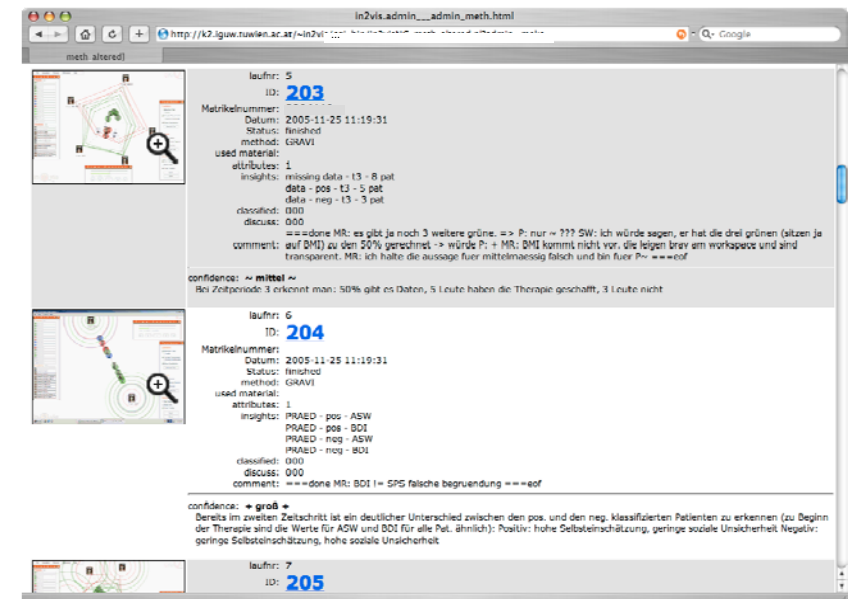 in2vis.admin___admin_meth.html
Google
meth altered)
laufnr: 5
ID: 203
Matrikelnummer:
Datum: 2005-11-25 11:19:31
Status: finished
method: GRAVI
used material:
attributes: 1
insights: missing data - t3 - 8 pat
data - pos - t3 - 5 pat
data - neg - t3 - 3 pat
classified: 000
discuss: 000
===done MR: es gibt ja noch 3 weitere grüne. => P: nur ~ ??? SW: ich würde sagen, er hat die drei grünen (sitzen ja
comment: auf BMI) zu den 50% gerechnet -> würde P: + MR: BMI kommt nicht vor, die leigen brav am workspace und sind
transparent. MR: ich halte die aussage fuer mittelmaessig falsch und bin fuer P~ ===eof
confidence: ~ mittel ~
Bei Zeitperiode 3 erkennt man: 50% gibt es Daten, 5 Leute haben die Therapie geschafft, 3 Leute nicht
laufnr: 6
ID: 204
Matrikelnummer:
Datum: 2005-11-25 11:19:31
Status: finished
method: GRAVI
used material:
attributes: 1
insights: PRAED - pos - ASW
PRAED - pos - BDI
PRAED - neg - ASW
PRAED - neg - BDI
classified: 000
discuss: 000
comment: ===done MR: BDI != SPS falsche begruendung ===eof
confidence: + groß +
Bereits im zweiten Zeitschritt ist ein deutlicher Unterschied zwischen den pos. und den neg. klassifizierten Patienten zu erkennen (zu Beginn
der Therapie sind die Werte für ASW und BDI für alle Pat. ähnlich): Positiv: hohe Selbsteinschätzung, geringe soziale Unsicherheit Negativ:
geringe Selbsteinschätzung, hohe soziale Unsicherheit
laufnr: 7
ID: 205